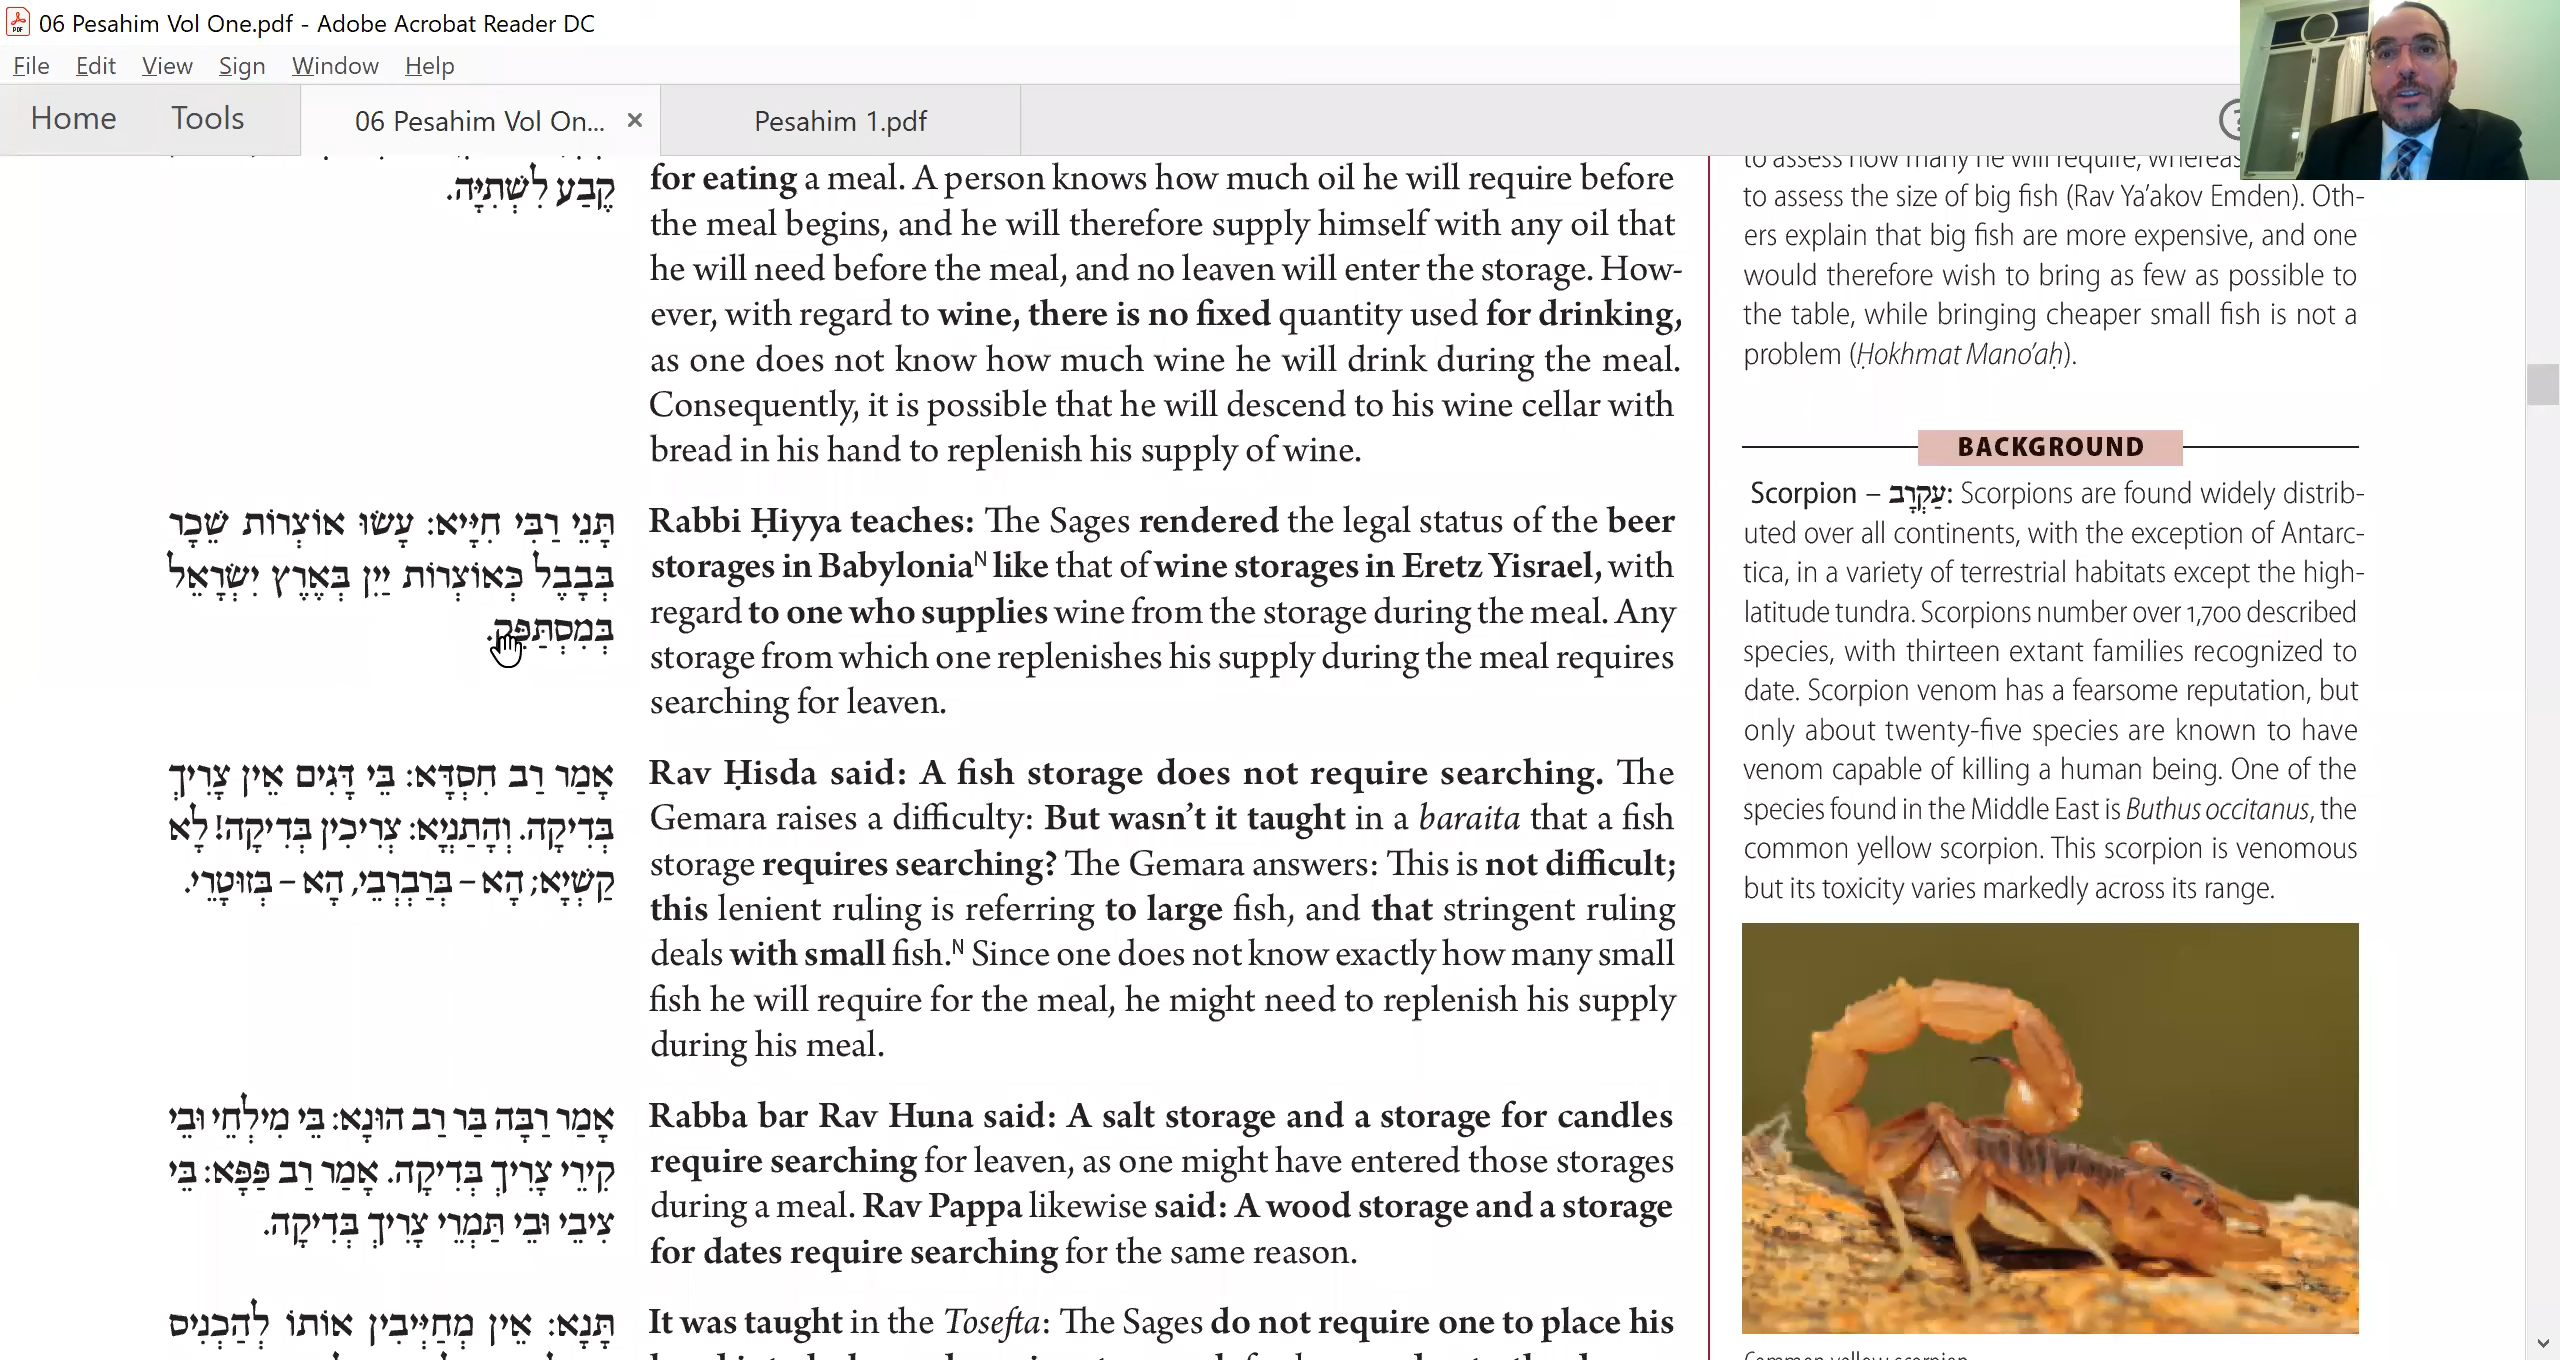 06 Pesahim Vol One.pdf - Adobe Acrobat Reader DC
File Edit View Sign Window Help
Home Tools 06 Pesahim Vol On... × Pesahim 1.pdf ?
קֶבַע לִשְׁתִיָּה.
for eating a meal. A person knows how much oil he will require before
the meal begins, and he will therefore supply himself with any oil that
he will need before the meal, and no leaven will enter the storage. How-
ever, with regard to wine, there is no fixed quantity used for drinking,
as one does not know how much wine he will drink during the meal.
Consequently, it is possible that he will descend to his wine cellar with
bread in his hand to replenish his supply of wine.
תָּנֵי רַבִּי חִיָּיא: עָשׂוּ אוֹצְרוֹת שֵׁכָר
בְּבָבֶל כְּאוֹצְרוֹת יַיִן בְּאֶרֶץ יִשְׂרָאֵל
בְּמִסְתַּפֵּק.
Rabbi Ḥiyya teaches: The Sages rendered the legal status of the beer
storages in Babylonia N like that of wine storages in Eretz Yisrael, with
regard to one who supplies wine from the storage during the meal. Any
storage from which one replenishes his supply during the meal requires
searching for leaven.
אָמַר רַב חִסְדָּא: בֵּי דָּגִים אֵין צָרִיךְ
בְּדִיקָה. וְהָתַנְיָא: צְרִיכִין בְּדִיקָה! לָא
קַשְׁיָא; הָא – בְּרַבְרְבֵי, הָא – בְּזוּטָרֵי.
Rav Ḥisda said: A fish storage does not require searching. The
Gemara raises a difficulty: But wasn't it taught in a baraita that a fish
storage requires searching? The Gemara answers: This is not difficult;
this lenient ruling is referring to large fish, and that stringent ruling
deals with small fish. N Since one does not know exactly how many small
fish he will require for the meal, he might need to replenish his supply
during his meal.
אָמַר רַבָּה בַּר רַב הוּנָא: בֵּי מִילְחֵי וּבֵי
קִירֵי צָרִיךְ בְּדִיקָה. אָמַר רַב פַּפָּא: בֵּי
צִיבֵי וּבֵי תַּמְרֵי צָרִיךְ בְּדִיקָה.
Rabba bar Rav Huna said: A salt storage and a storage for candles
require searching for leaven, as one might have entered those storages
during a meal. Rav Pappa likewise said: A wood storage and a storage
for dates require searching for the same reason.
תָּנָא: אֵין מְחַיְּיבִין אוֹתוֹ לְהַכְנִיס
It was taught in the Tosefta: The Sages do not require one to place his
to assess how many he will require, whereas
to assess the size of big fish (Rav Ya'akov Emden). Oth-
ers explain that big fish are more expensive, and one
would therefore wish to bring as few as possible to
the table, while bringing cheaper small fish is not a
problem (Ḥokhmat Mano'aḥ).
BACKGROUND
Scorpion – עַקְרָב: Scorpions are found widely distrib-
uted over all continents, with the exception of Antarc-
tica, in a variety of terrestrial habitats except the high-
latitude tundra. Scorpions number over 1,700 described
species, with thirteen extant families recognized to
date. Scorpion venom has a fearsome reputation, but
only about twenty-five species are known to have
venom capable of killing a human being. One of the
species found in the Middle East is Buthus occitanus, the
common yellow scorpion. This scorpion is venomous
but its toxicity varies markedly across its range.
Common yellow scorpion